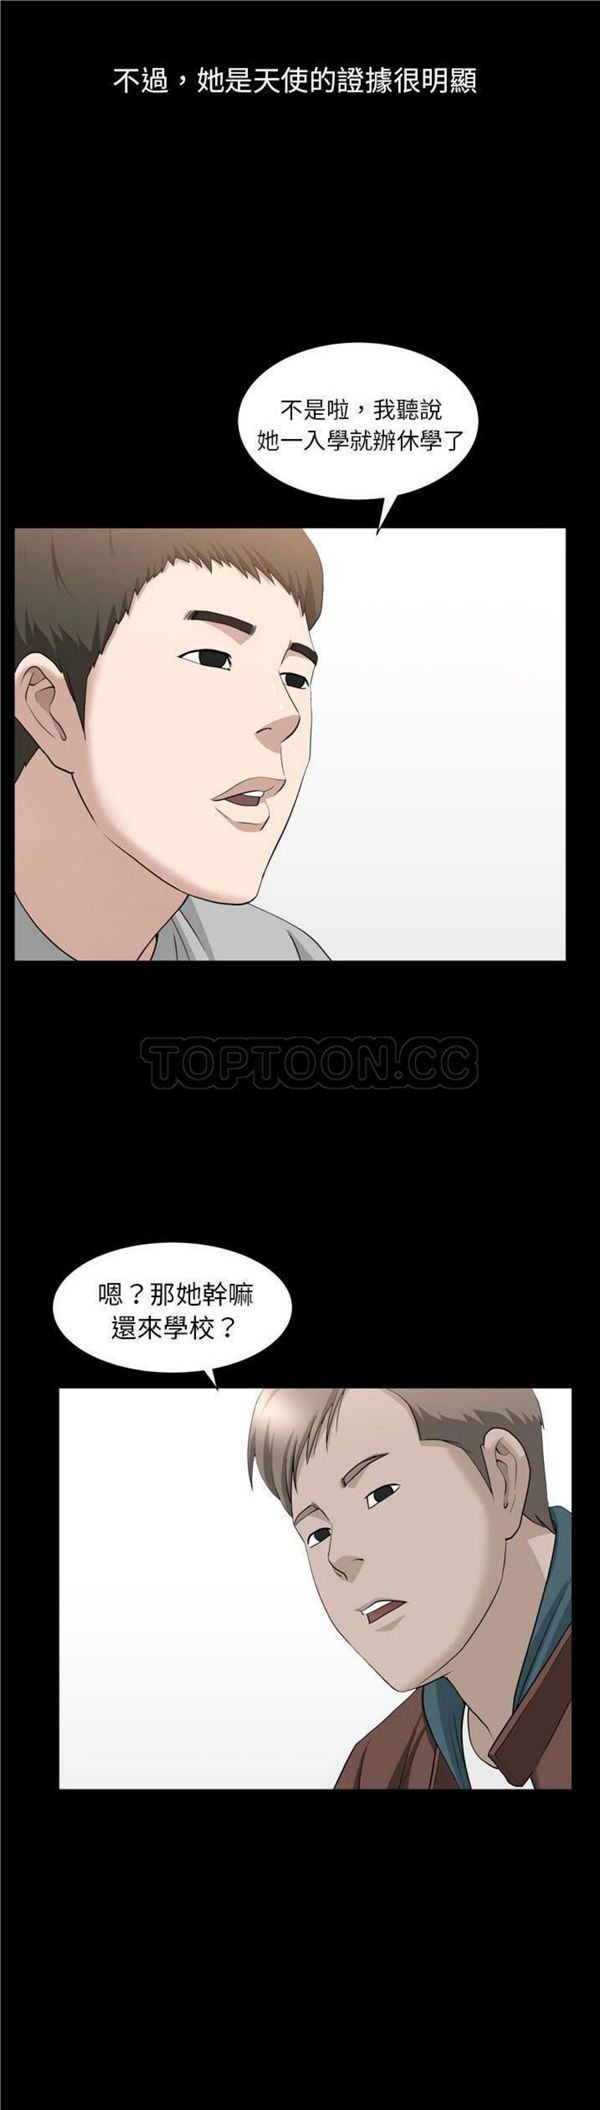 不過，她是天使的證據很明顯
不是啦，我聽說
她一入學就辦休學了
TOPTOON.CC
嗯？那她幹嘛
還來學校？